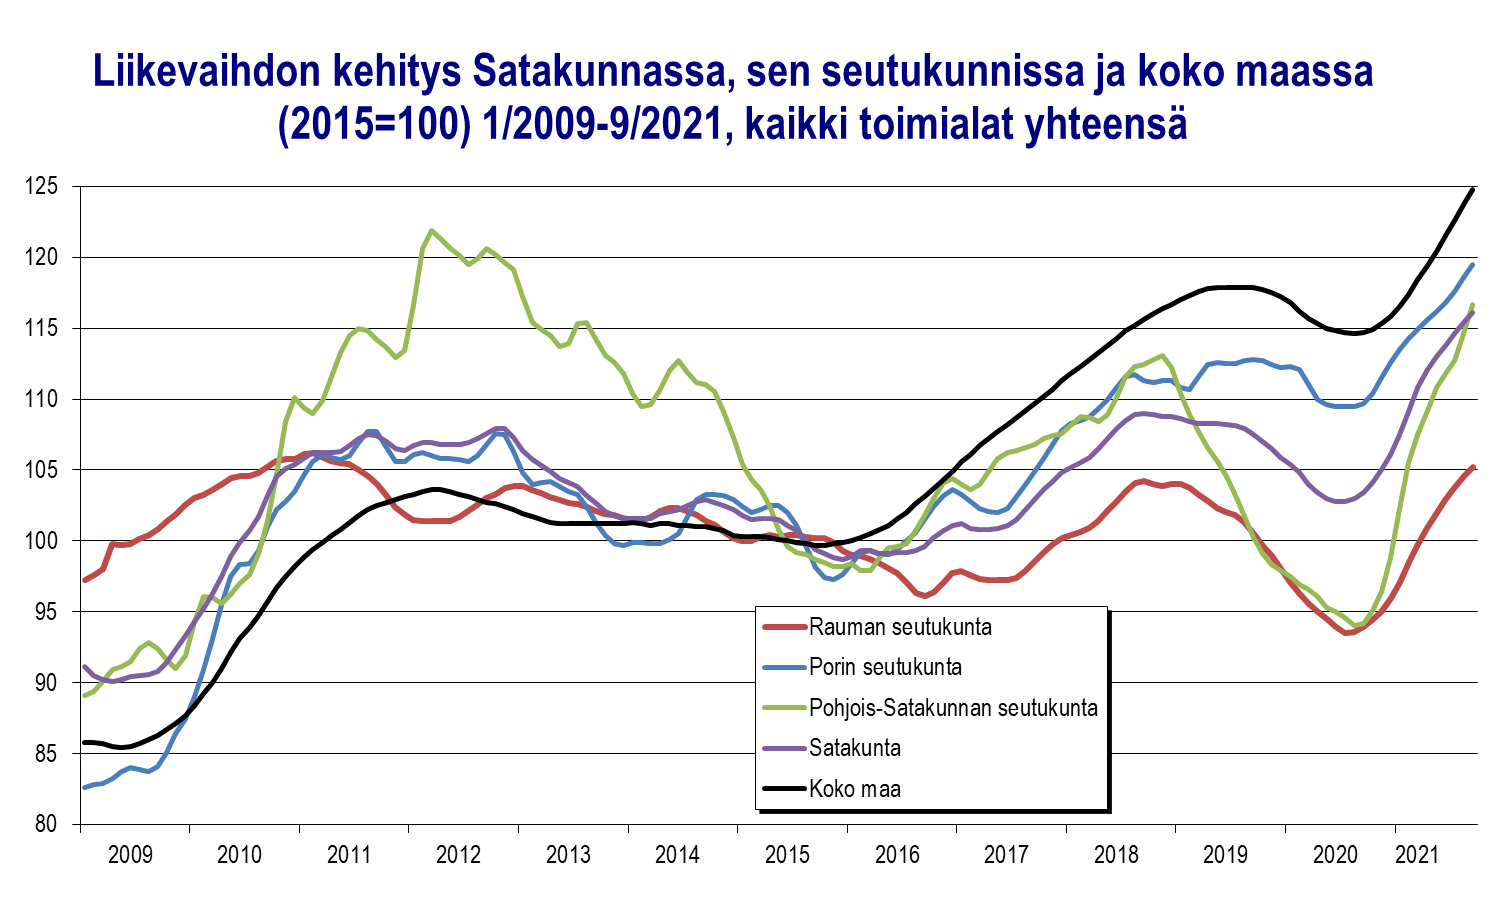 Liikevaihdon kehitys Satakunnassa, sen seutukunnissa ja koko maassa
(2015=100) 1/2009-9/2021, kaikki toimialat yhteensä
125
120
115
110
105
100
95
90
85
80
Rauman seutukunta
Porin seutukunta
Pohjois-Satakunnan seutukunta
Satakunta
Koko maa
2009 2010 2011 2012 2013 2014 2015 2016 2017 2018 2019 2020 2021